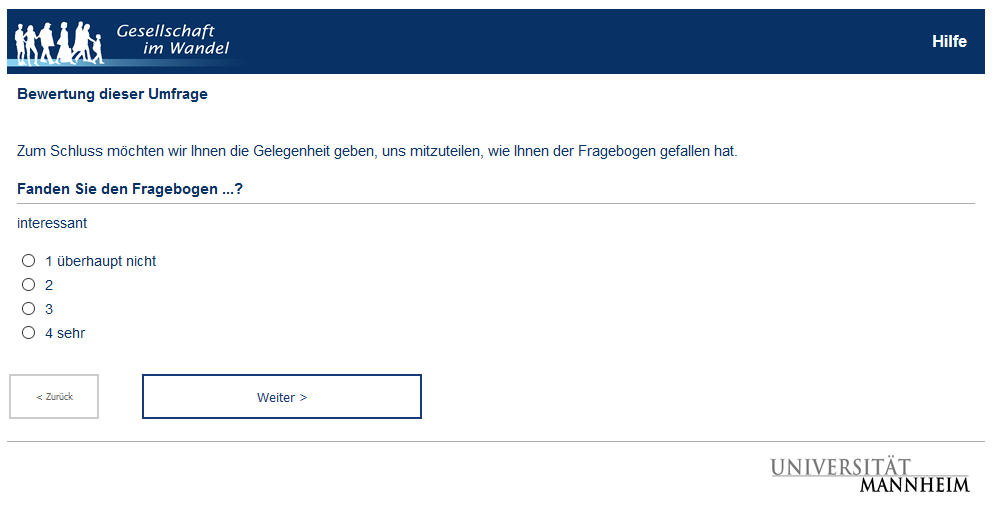 Gesellschaft
im Wandel
Hilfe
Bewertung dieser Umfrage
Zum Schluss möchten wir Ihnen die Gelegenheit geben, uns mitzuteilen, wie Ihnen der Fragebogen gefallen hat.
Fanden Sie den Fragebogen ...?
interessant
1 überhaupt nicht
2
3
4 sehr
< Zurück
Weiter >
UNIVERSITÄT
MANNHEIM